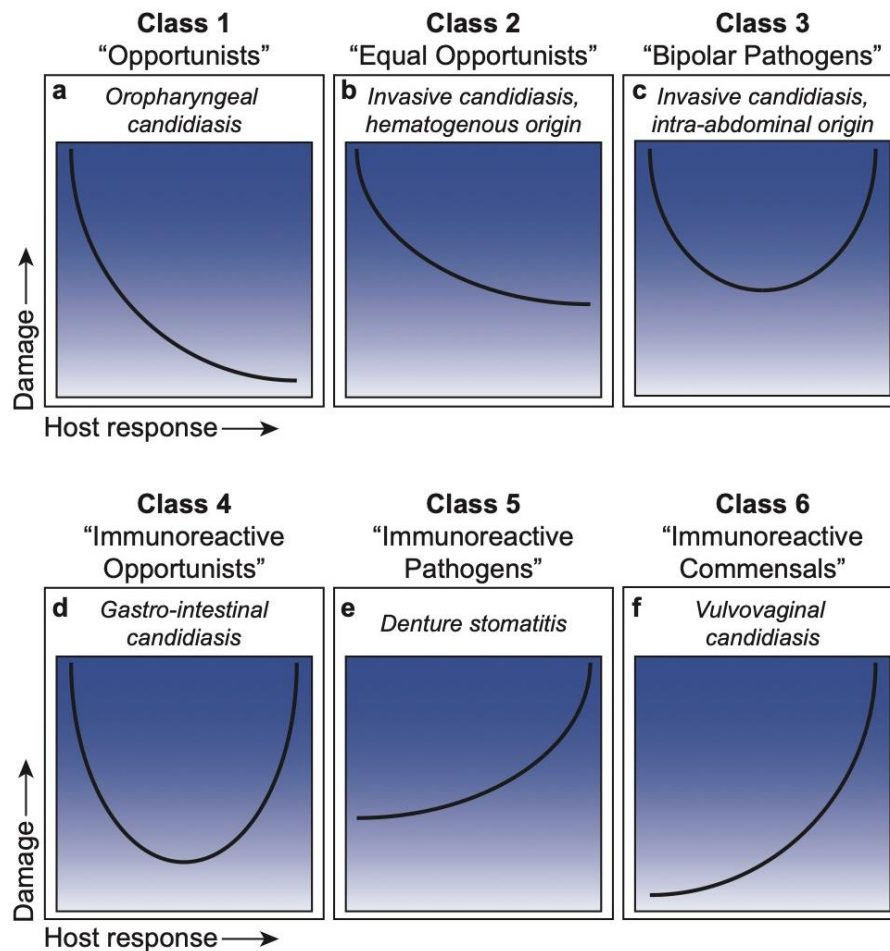 Class 1
“Opportunists”
a
Oropharyngeal
candidiasis
Class 2
“Equal Opportunists”
b
Invasive candidiasis,
hematogenous origin
Class 3
“Bipolar Pathogens”
c
Invasive candidiasis,
intra-abdominal origin
Damage
Host response
Class 4
“Immunoreactive
Opportunists”
d
Gastro-intestinal
candidiasis
Class 5
“Immunoreactive
Pathogens”
e
Denture stomatitis
Class 6
“Immunoreactive
Commensals”
f
Vulvovaginal
candidiasis
Damage
Host response